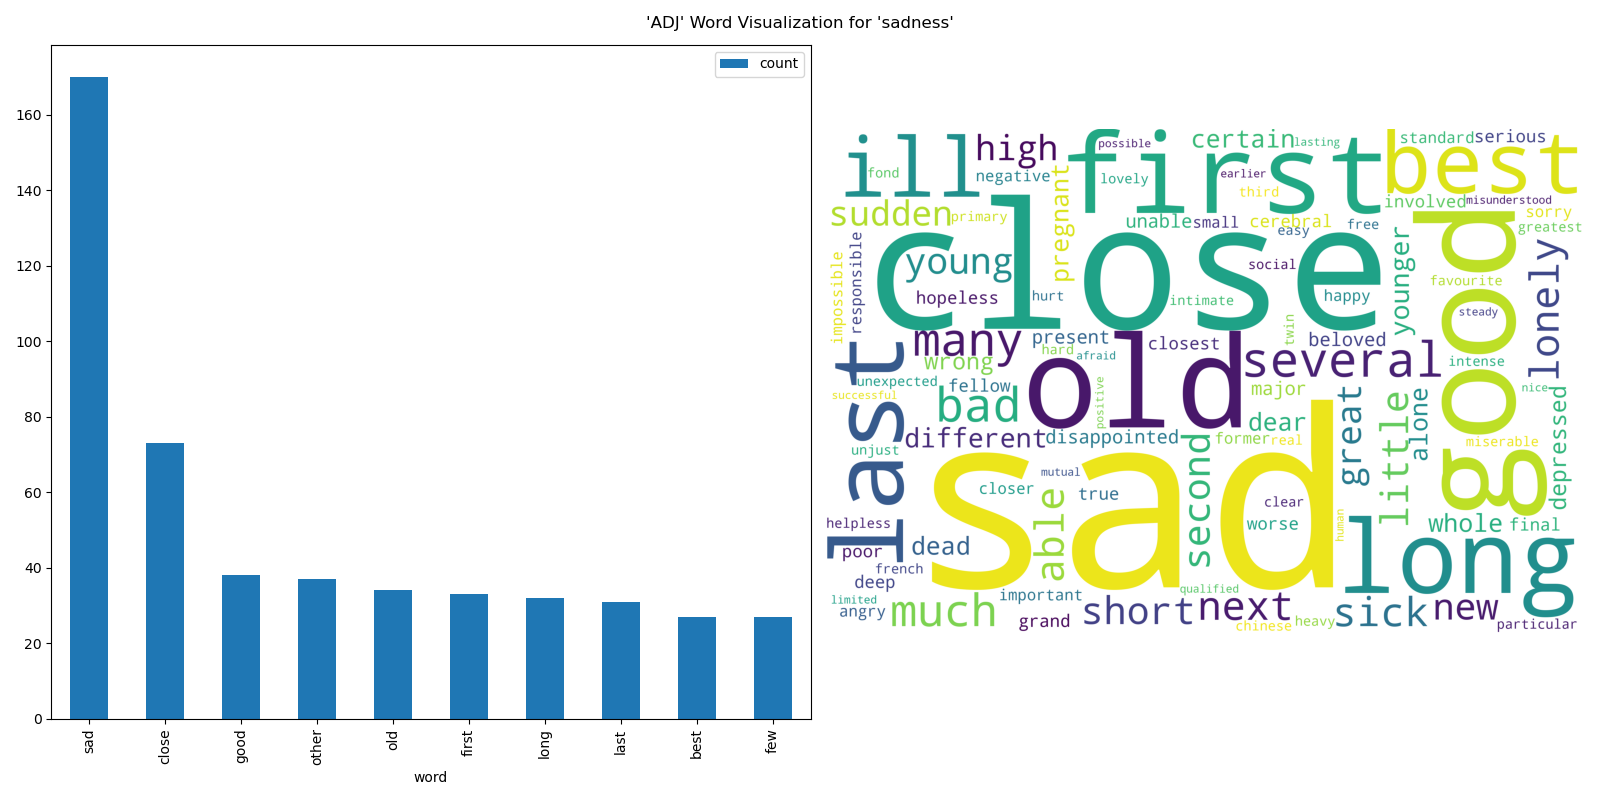 'ADJ' Word Visualization for 'sadness'
count
160
140
120
100
80
60
40
20
0
sad
close
good
other
old
first
long
last
best
few
word
ill
high
first
possible
certain
lasting
best
standard
serious
fond
negative
lovely
earlier
third
involved
misunderstood
sudden
primary
pregnant
unable
small
cerebral
easy
free
sorry
greatest
close
good
young
social
younger
lonely
impossible
responsible
hopeless
hurt
intimate
happy
favourite
steady
last
many
present
old
closest
twin
several
beloved
wrong
hard
afraid
intense
unexpected
fellow
major
nice
successful
bad
positive
dear
great
little
alone
depressed
different
disappointed
second
former
real
miserable
unjust
sad
mutual
closer
able
true
clear
human
worse
long
whole
final
helpless
poor
dead
french
deep
important
qualified
limited
angry
much
grand
short
next
chinese
heavy
sick
new
particular